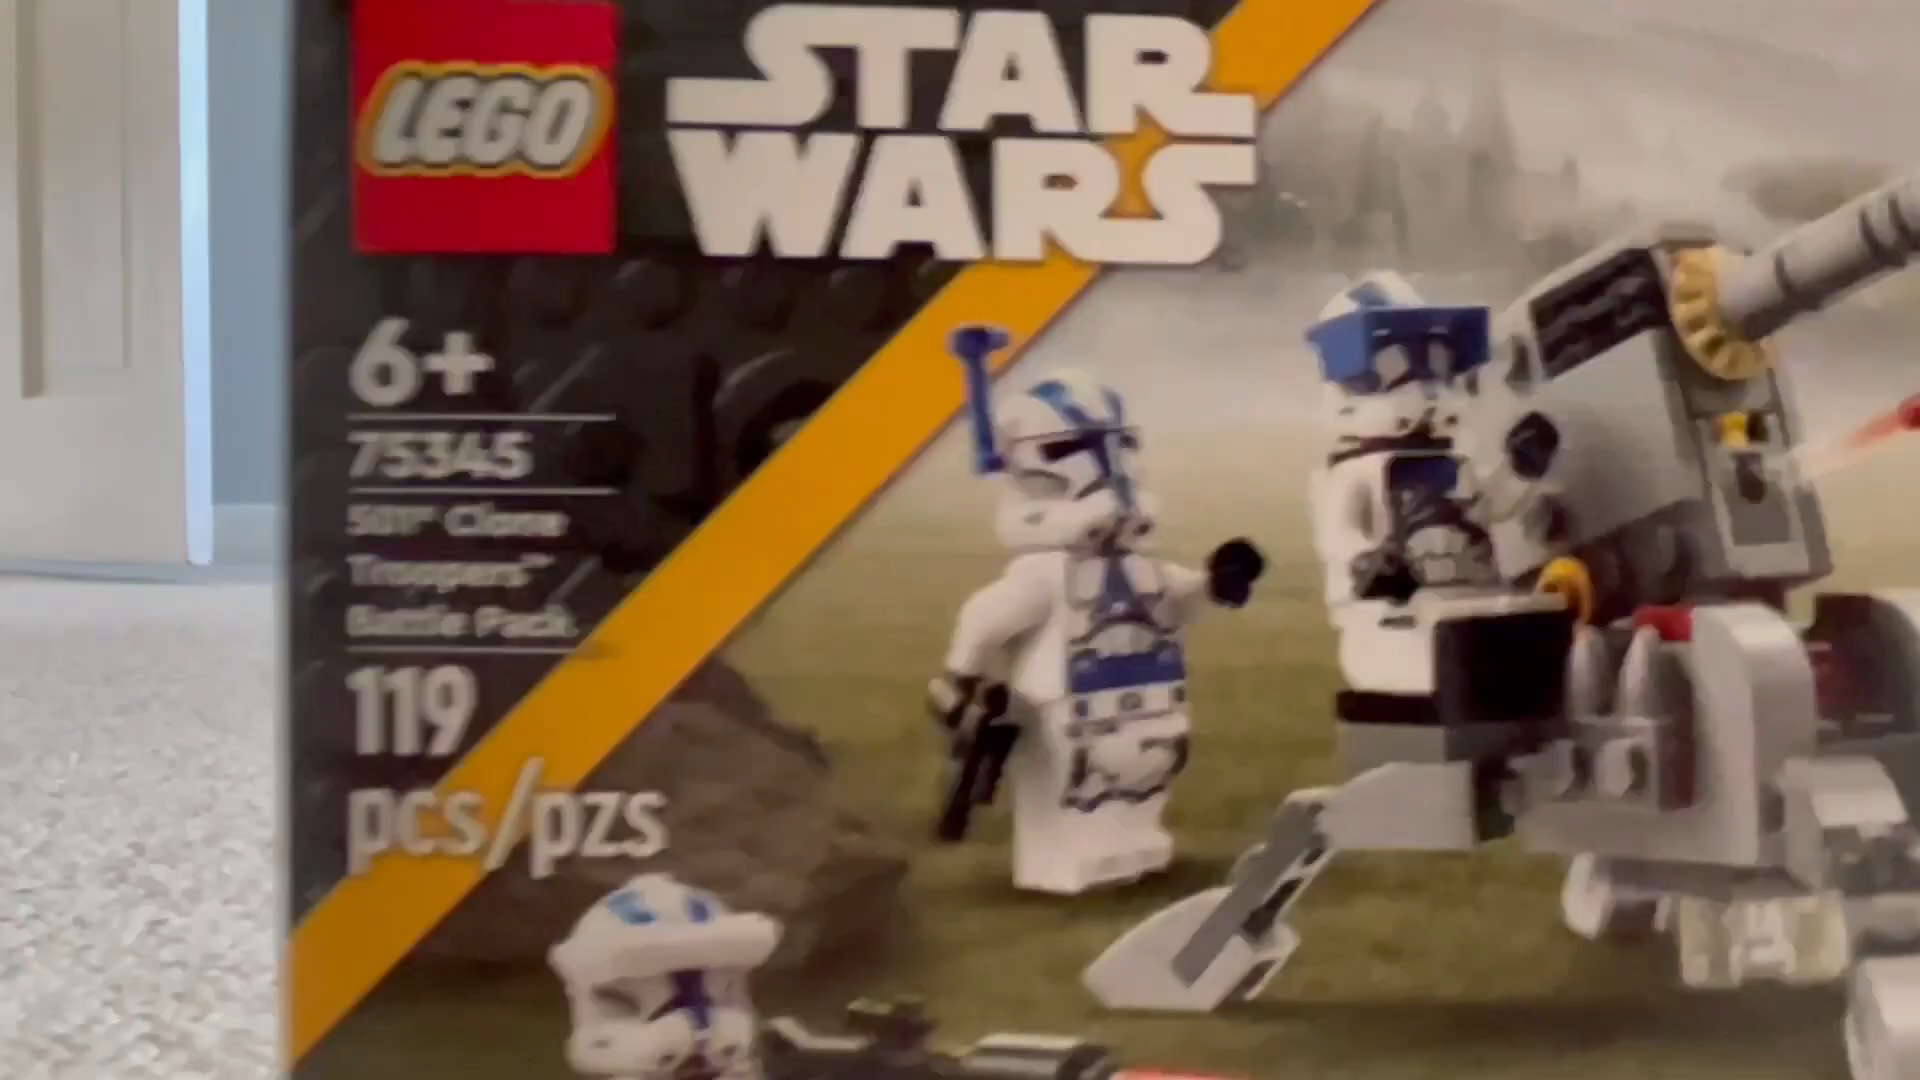 LEGO
STAR
WARS
6+
75345
501st Clone
Troopers™
Battle Pack
119
pcs/pzs